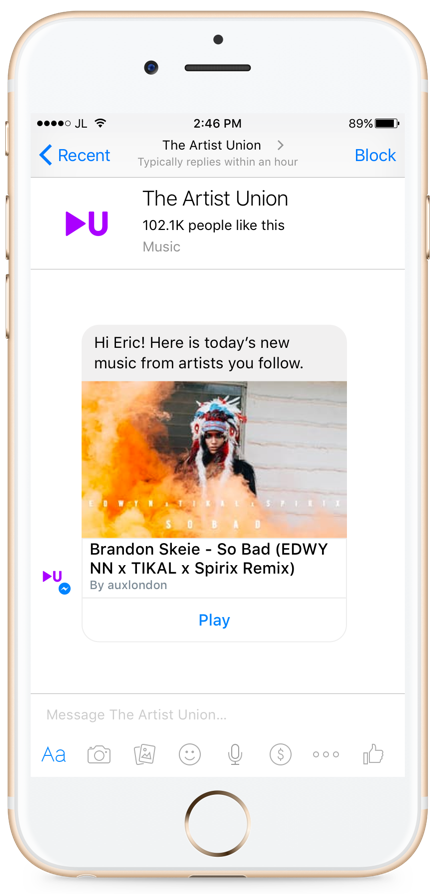 JL 2:46 PM 89%
Recent The Artist Union Block
Typically replies within an hour
U
The Artist Union
102.1K people like this
Music
Hi Eric! Here is today's new
music from artists you follow.
EDWYN x TIKAL x SPIRIX
SO BAD
Brandon Skeie - So Bad (EDWY
NN x TIKAL x Spirix Remix)
By auxlondon
U
Play
Message The Artist Union...
Aa $